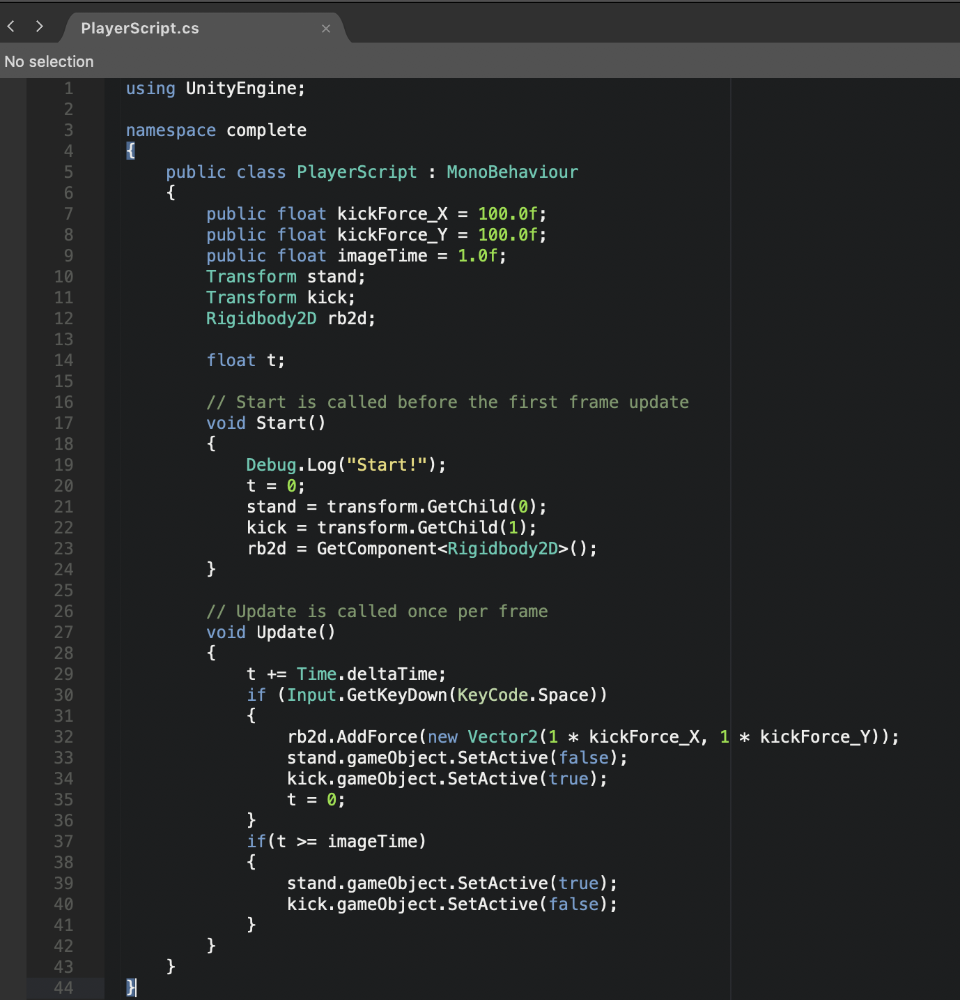 PlayerScript.cs
No selection
1 using UnityEngine;
2
3 namespace complete
4 {
5     public class PlayerScript : MonoBehaviour
6     {
7         public float kickForce_X = 100.0f;
8         public float kickForce_Y = 100.0f;
9         public float imageTime = 1.0f;
10         Transform stand;
11         Transform kick;
12         Rigidbody2D rb2d;
13
14         float t;
15
16         // Start is called before the first frame update
17         void Start()
18         {
19             Debug.Log("Start!");
20             t = 0;
21             stand = transform.GetChild(0);
22             kick = transform.GetChild(1);
23             rb2d = GetComponent<Rigidbody2D>();
24         }
25
26         // Update is called once per frame
27         void Update()
28         {
29             t += Time.deltaTime;
30             if (Input.GetKeyDown(KeyCode.Space))
31             {
32                 rb2d.AddForce(new Vector2(1 * kickForce_X, 1 * kickForce_Y));
33                 stand.gameObject.SetActive(false);
34                 kick.gameObject.SetActive(true);
35                 t = 0;
36             }
37             if(t >= imageTime)
38             {
39                 stand.gameObject.SetActive(true);
40                 kick.gameObject.SetActive(false);
41             }
42         }
43     }
44 }